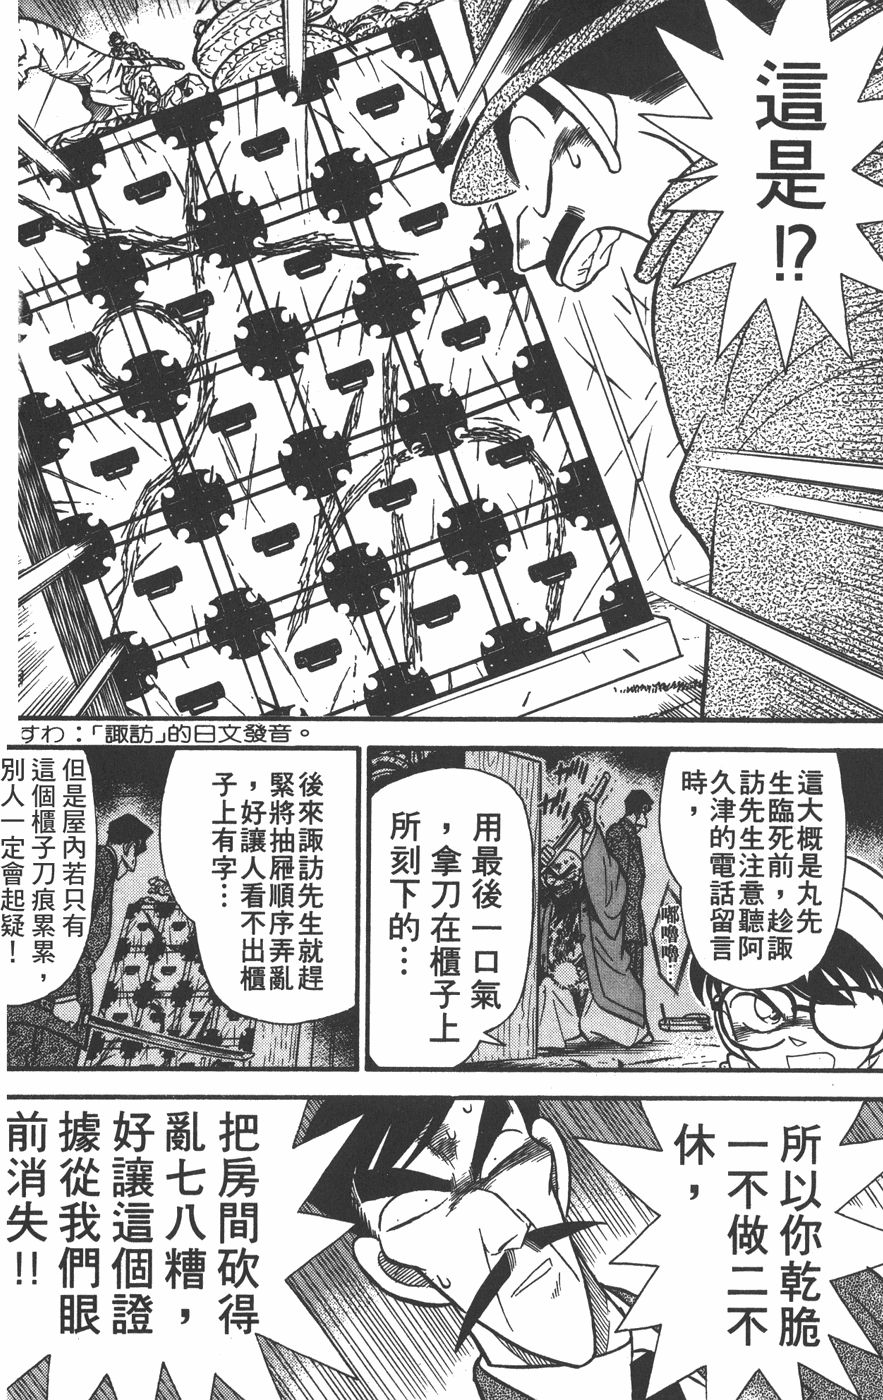 這是!?
すわ：「諏訪」的日文發音。
這大概是丸先
生臨死前，趁諏
訪先生注意聽阿
久津的電話留言
時，
嘟嘟嘟…
用最後一口氣
，拿刀在櫃子上
所刻下的…
後來諏訪先生就趕
緊將抽屜順序弄亂
，好讓人看不出櫃
子上有字…
但是屋內若只有
這個櫃子刀痕累累，
別人一定會起疑！
所以你乾脆
一不做二不
休，
把房間砍得
亂七八糟，
好讓這個證
據從我們眼
前消失!!